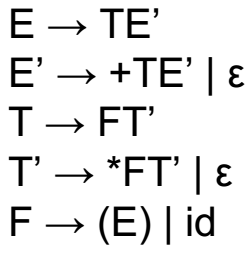 E → TE’
E’ → +TE’ | ε
T → FT’
T’ → *FT’ | ε
F → (E) | id